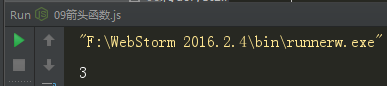 Run 09箭头函数.js
"F:\WebStorm 2016.2.4\bin\runnerw.exe"
3